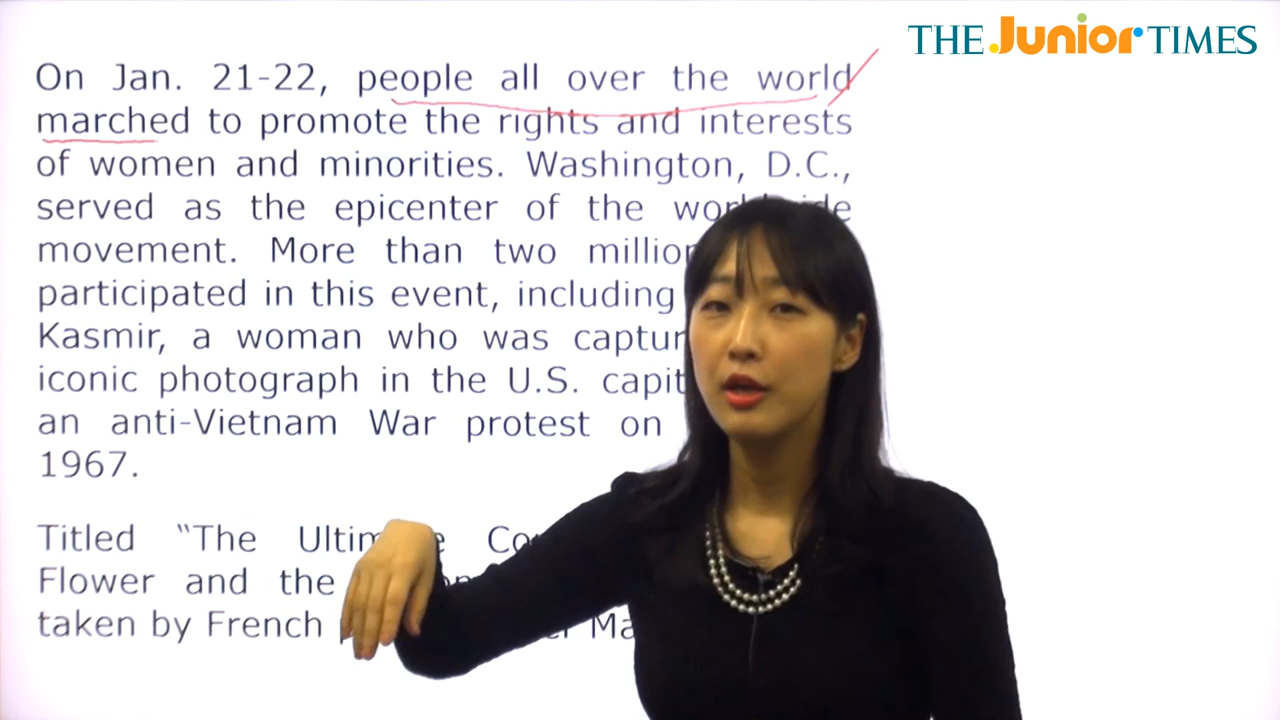 THE Junior TIMES
On Jan. 21-22, people all over the world
marched to promote the rights and interests
of women and minorities. Washington, D.C.,
served as the epicenter of the
movement. More than two
participated in this event, including
Kasmir, a woman who was
iconic photograph in the U.S.
an anti-Vietnam War protest on
1967.
Titled “The
Flower and the
taken by French